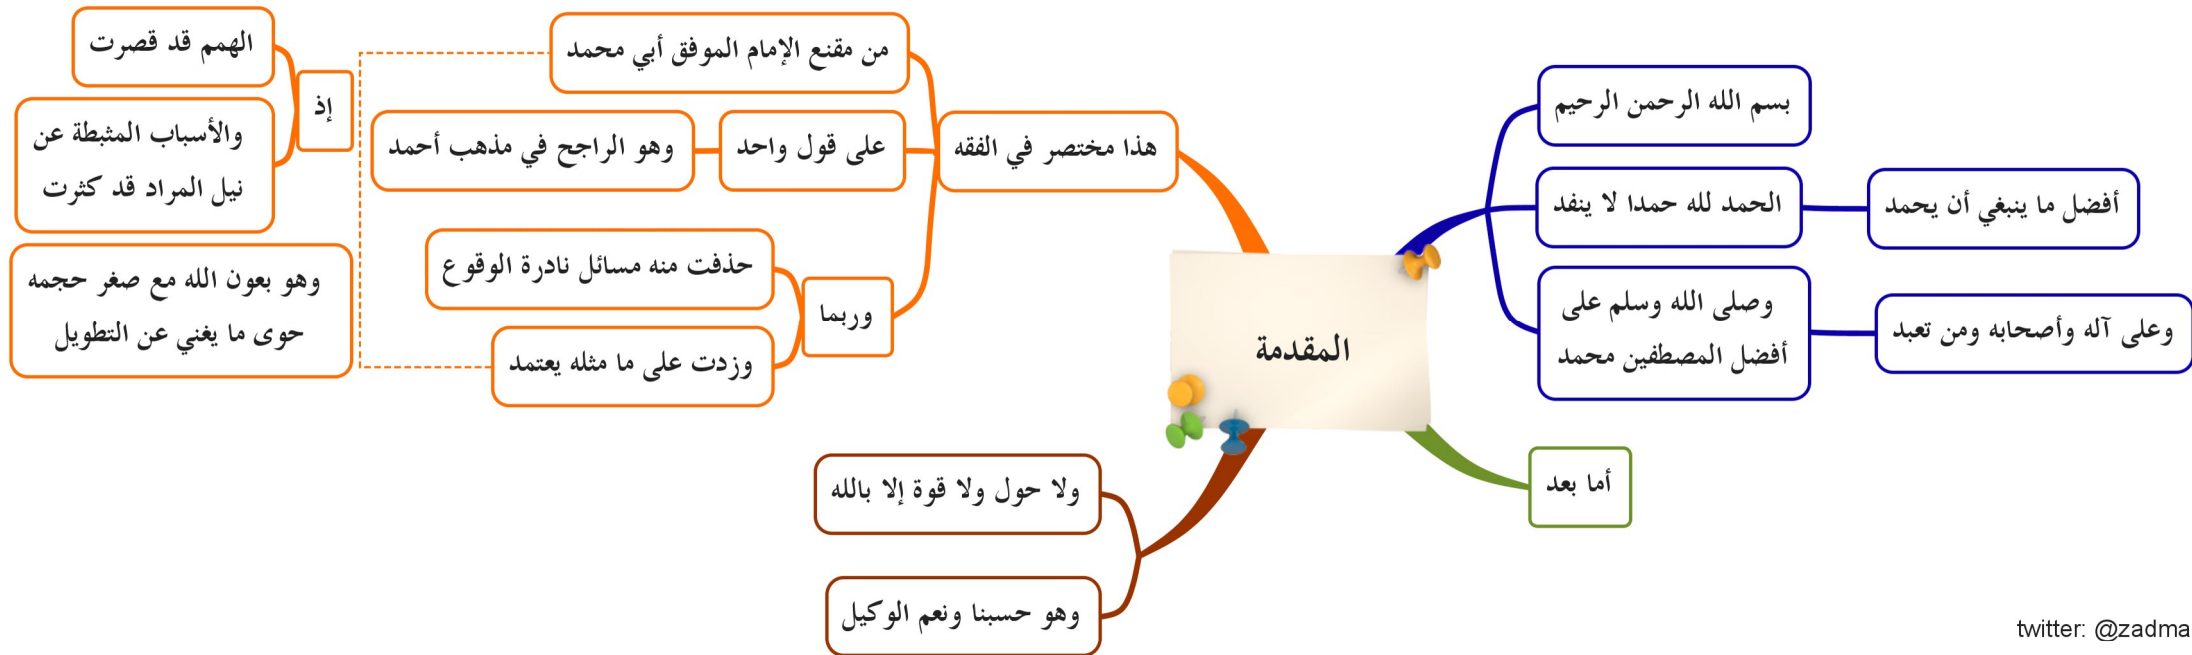 المقدمة
بسم الله الرحمن الرحيم
الحمد لله حمدا لا ينفد
أفضل ما ينبغي أن يحمد
وصلى الله وسلم على
أفضل المصطفين محمد
وعلى آله وأصحابه ومن تعبد
أما بعد
هذا مختصر في الفقه
من مقنع الإمام الموفق أبي محمد
على قول واحد
وهو الراجح في مذهب أحمد
وربما
حذفت منه مسائل نادرة الوقوع
وزدت على ما مثله يعتمد
إذ
الهمم قد قصرت
والأسباب المثبطة عن
نيل المراد قد كثرت
وهو بعون الله مع صغر حجمه
حوى ما يغني عن التطويل
ولا حول ولا قوة إلا بالله
وهو حسبنا ونعم الوكيل
twitter: @zadma